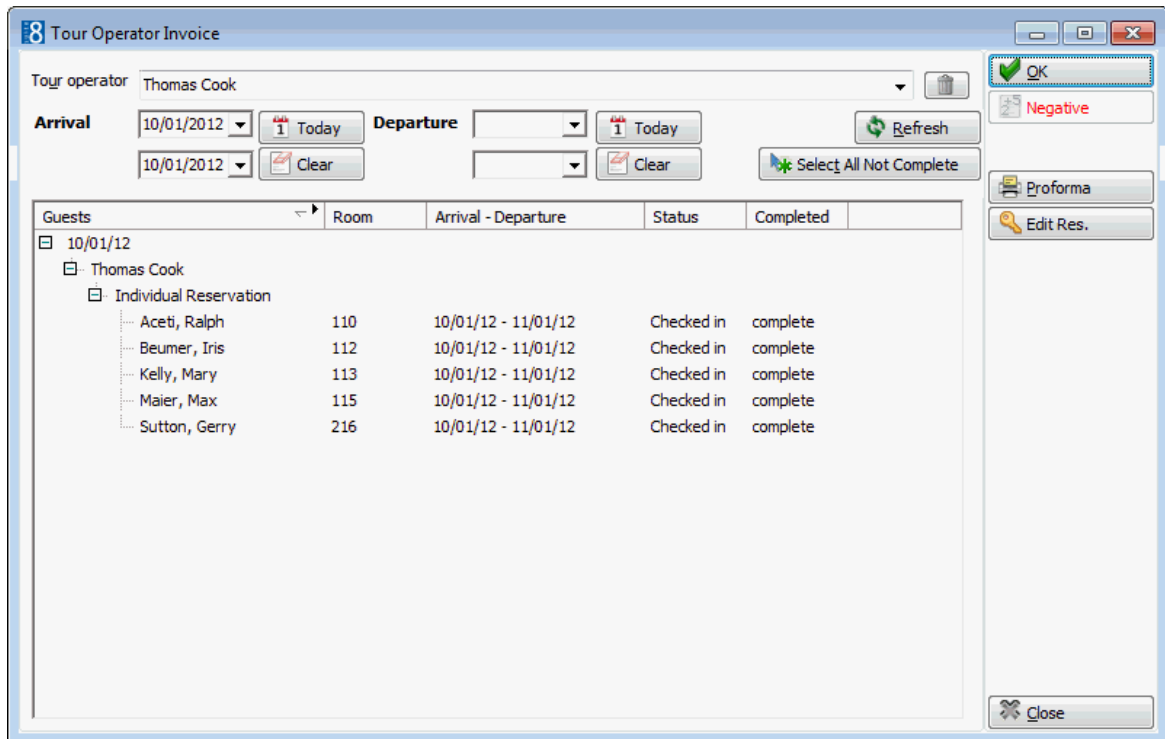 8 Tour Operator Invoice
Tour operator Thomas Cook OK
Negative
Arrival 10/01/2012 1 Today Departure 1 Today Refresh
10/01/2012 Clear Clear Select All Not Complete
Proforma
Guests Room Arrival - Departure Status Completed Edit Res.
10/01/12
Thomas Cook
Individual Reservation
Aceti, Ralph 110 10/01/12 - 11/01/12 Checked in complete
Beumer, Iris 112 10/01/12 - 11/01/12 Checked in complete
Kelly, Mary 113 10/01/12 - 11/01/12 Checked in complete
Maier, Max 115 10/01/12 - 11/01/12 Checked in complete
Sutton, Gerry 216 10/01/12 - 11/01/12 Checked in complete
Close